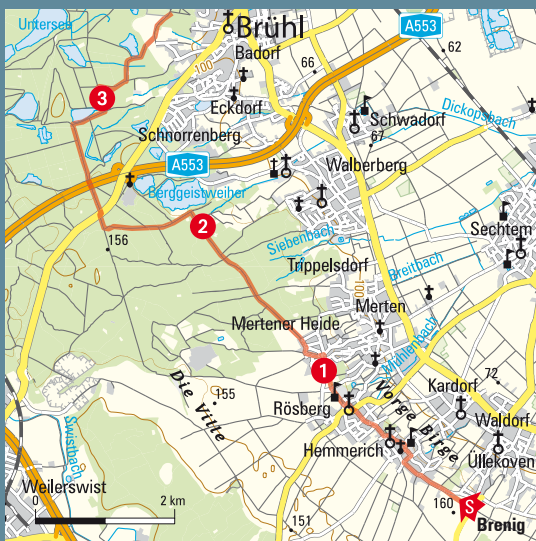 Untersee
Brühl
A553
Badorf
62
100
66
3
Eckdorf
Dickopsbach
Schwadorf
Schnorrenberg
67
A553
Walberberg
Berggeistweiher
2
Sechtem
156
Siebenbach
Breitbach
Trippelsdorf
100
Merten
Mertener Heide
Mühlenbach
1
72
Die Ville
155
Kardorf
Vorge Birge
Rösberg
Waldorf
Swistbach
Hemmerich
Üllekoven
Weilerswist
0
2 km
151
160
S
Brenig